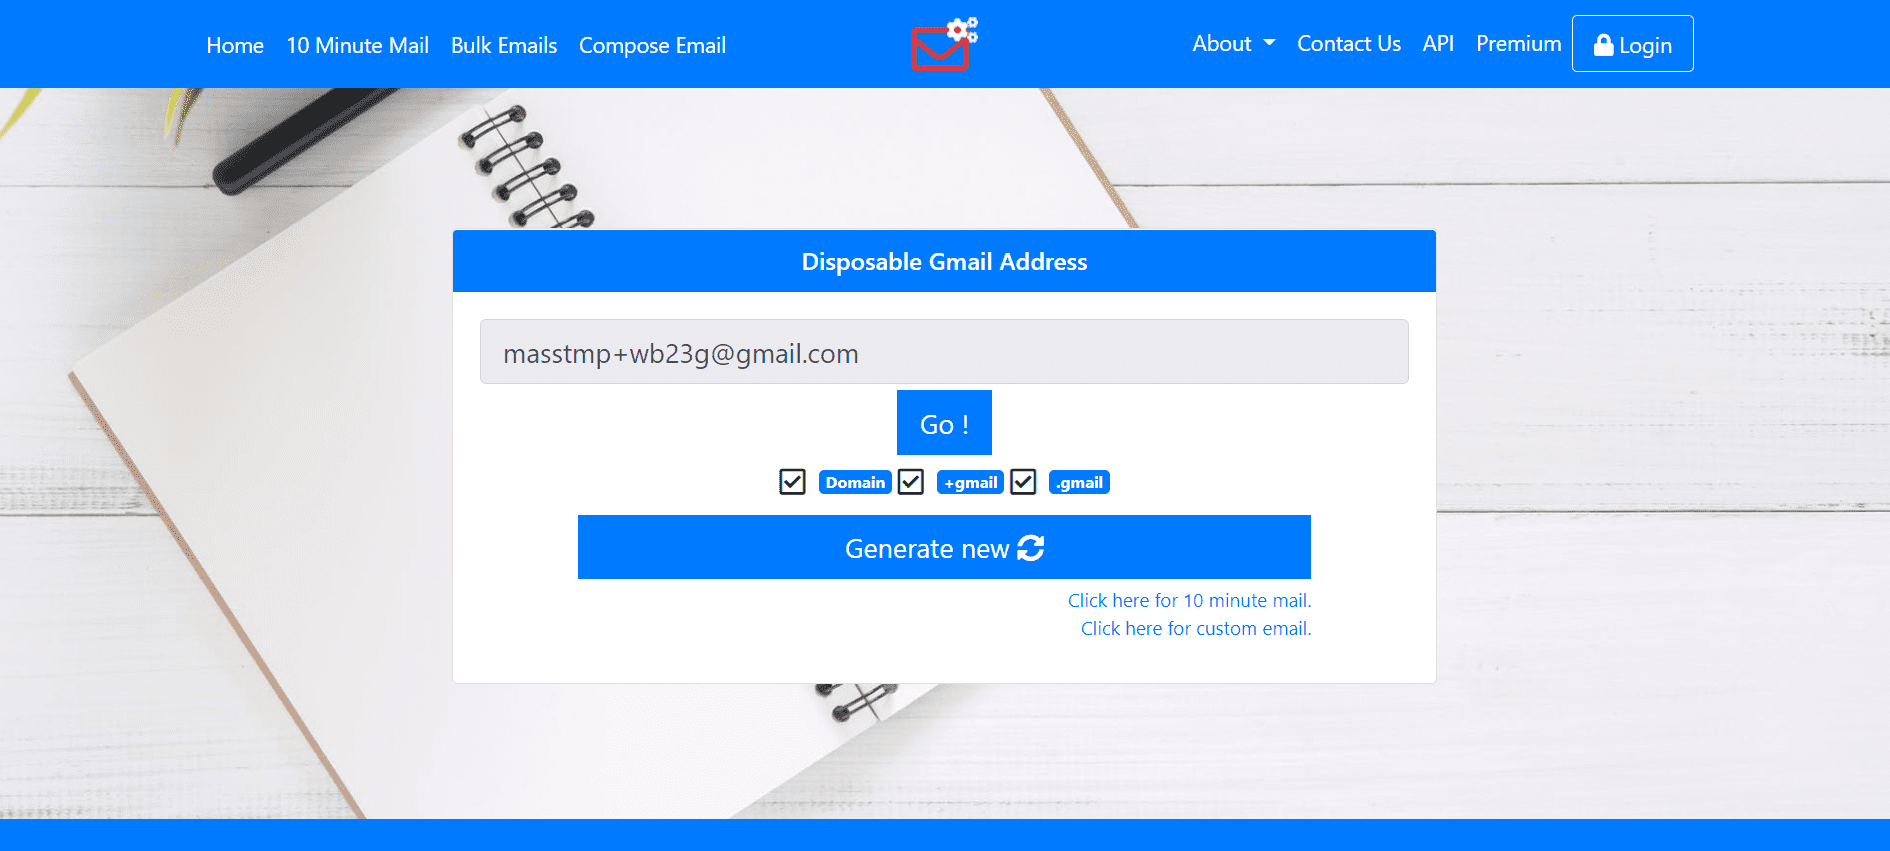 Home 10 Minute Mail Bulk Emails Compose Email About Contact Us API Premium Login
Disposable Gmail Address
masstmp+wb23g@gmail.com
Go !
Domain +gmail .gmail
Generate new
Click here for 10 minute mail.
Click here for custom email.